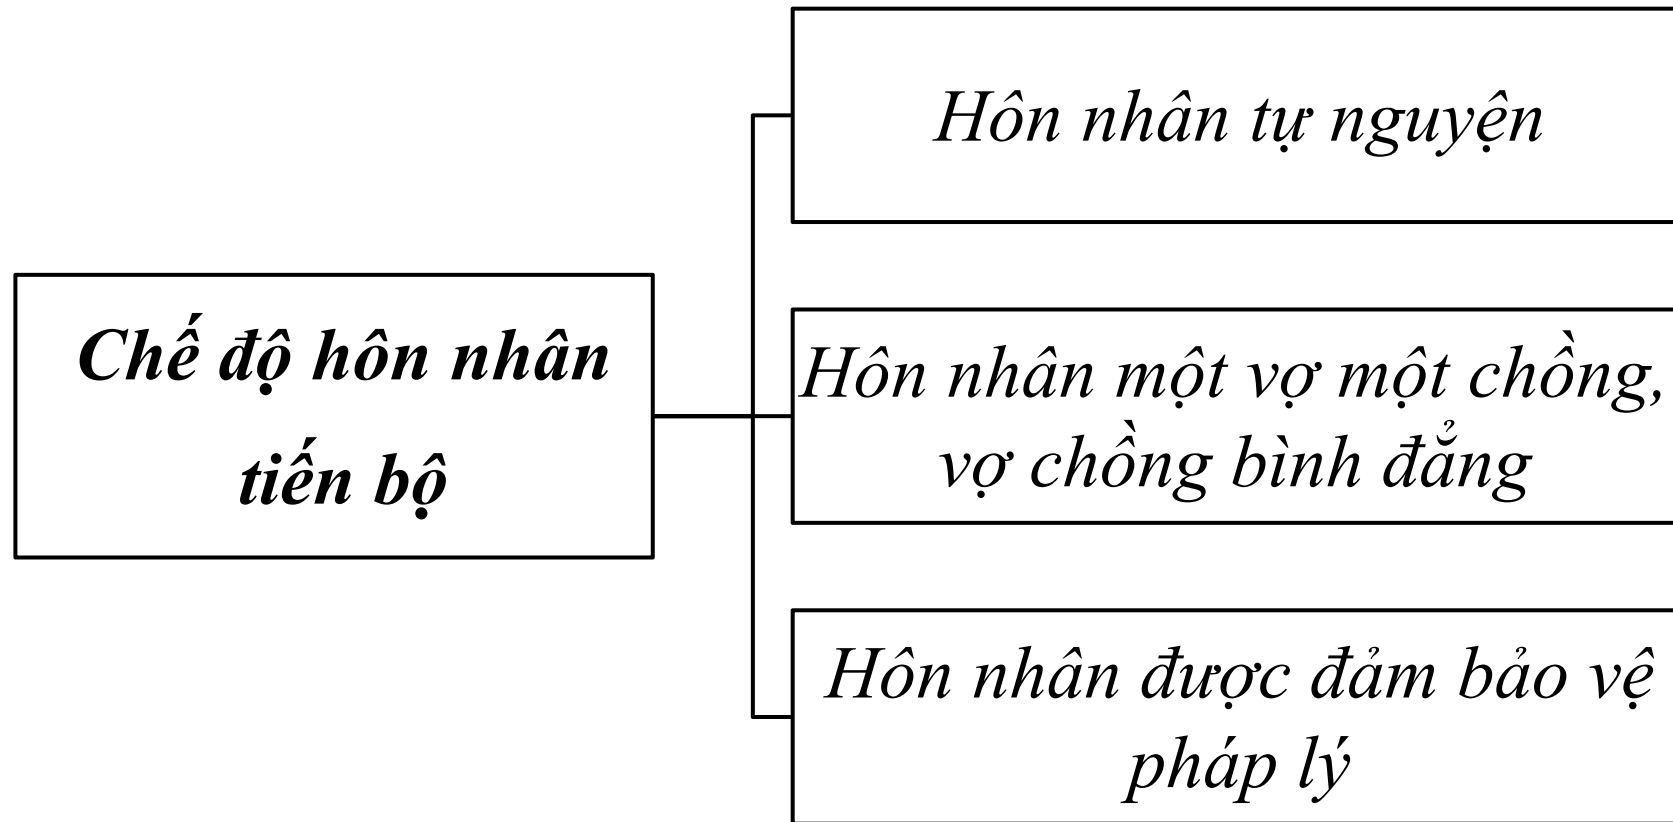 Hôn nhân tự nguyện
Chế độ hôn nhân
tiến bộ
Hôn nhân một vợ một chồng,
vợ chồng bình đẳng
Hôn nhân được đảm bảo vệ
pháp lý